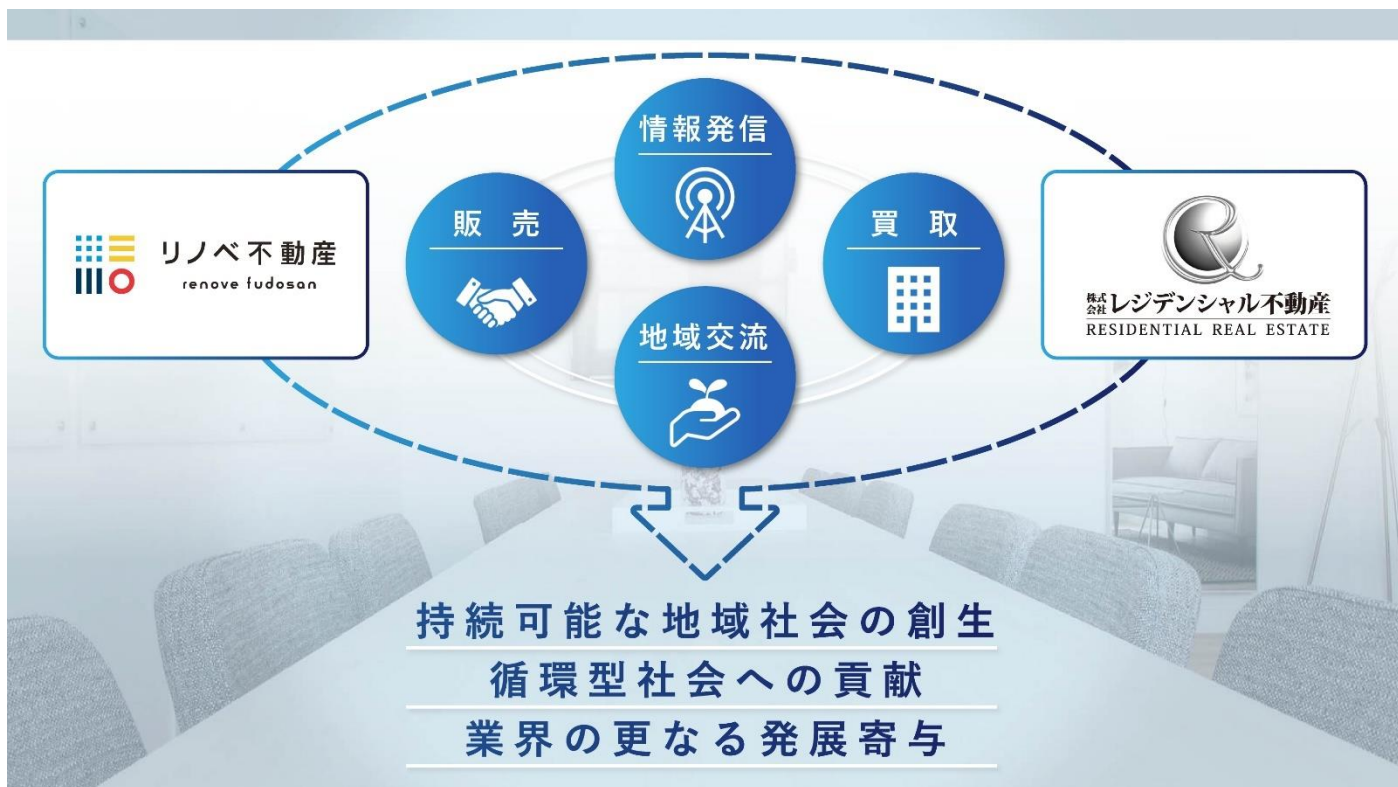 情報発信
販売
買取
リノベ不動産
renove fudosan
地域交流
株式会社レジデンシャル不動産
RESIDENTIAL REAL ESTATE
持続可能な地域社会の創生
循環型社会への貢献
業界の更なる発展寄与